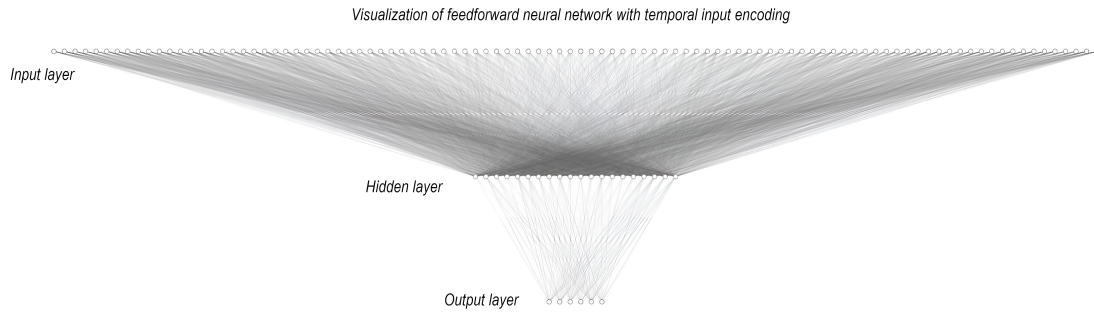 Visualization of feedforward neural network with temporal input encoding
Input layer
Hidden layer
Output layer